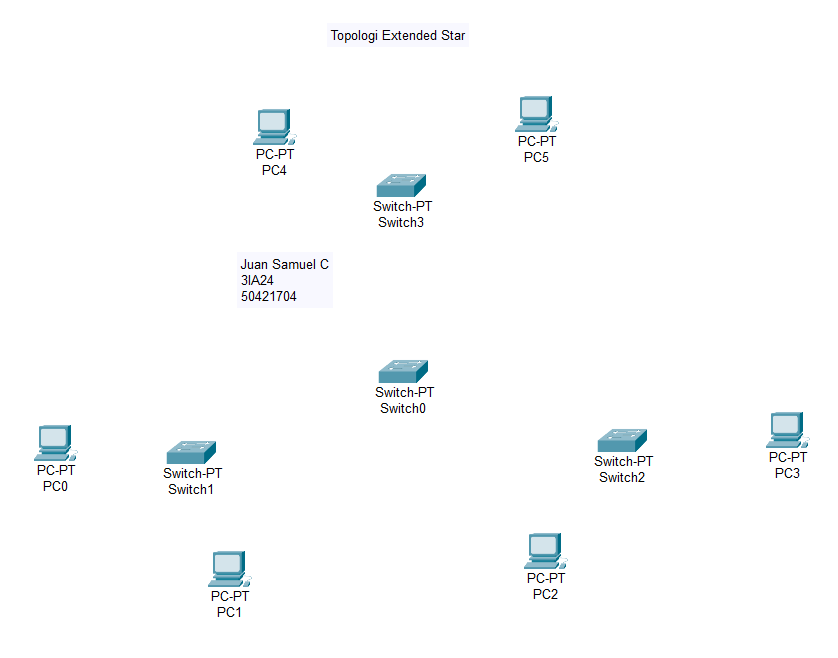 Topologi Extended Star
PC-PT
PC4
PC-PT
PC5
Switch-PT
Switch3
Juan Samuel C
3IA24
50421704
Switch-PT
Switch0
PC-PT
PC0
Switch-PT
Switch1
Switch-PT
Switch2
PC-PT
PC3
PC-PT
PC1
PC-PT
PC2